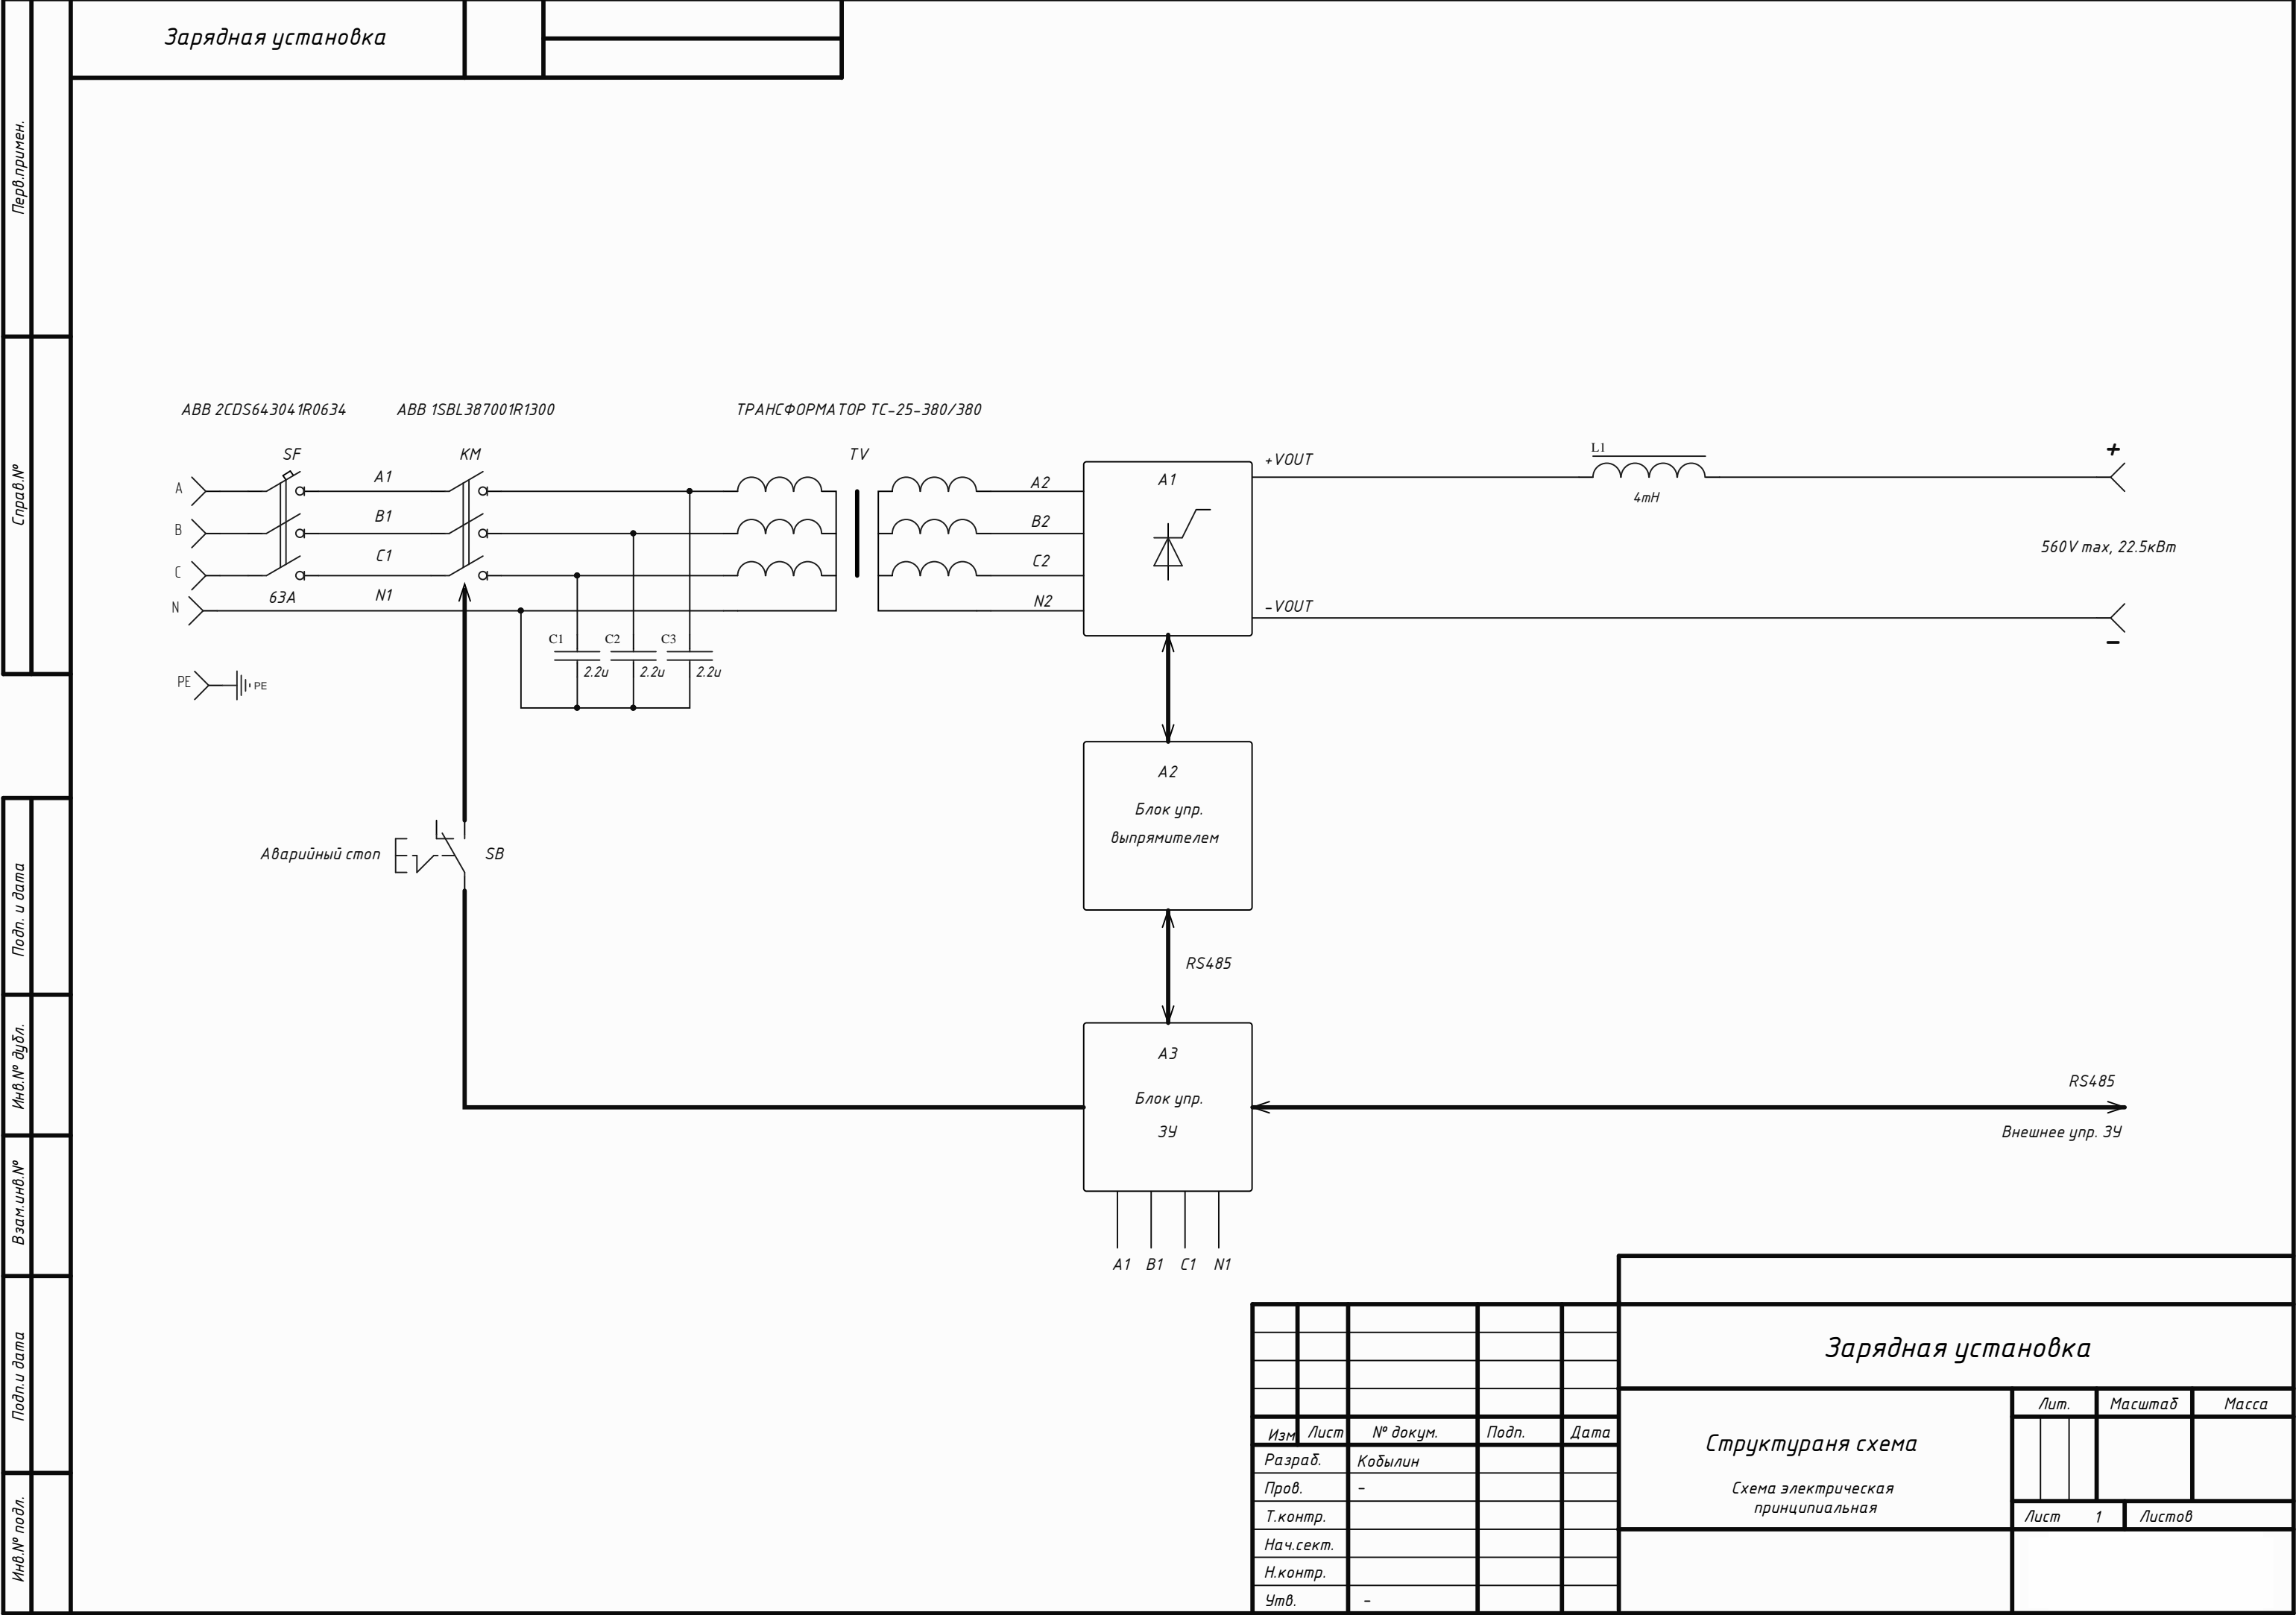 Зарядная установка
Перв.примен.
Справ.№
Подп. и дата
Инв.№ дубл.
Взам.инв.№
Подп.и дата
Инв.№ подл.
ABB 2CDS643041R0634
ABB 1SBL387001R1300
ТРАНСФОРМАТОР ТС-25-380/380
SF
KM
TV
A
B
C
N
63A
A1
B1
C1
N1
PE
PE
C1
C2
C3
2.2u
2.2u
2.2u
A2
B2
C2
N2
A1
+VOUT
-VOUT
L1
4mH
+
560V max, 22.5кВт
-
A2
Блок упр.
выпрямителем
Аварийный стоп
SB
RS485
A3
Блок упр.
ЗУ
RS485
Внешнее упр. ЗУ
A1 B1 C1 N1
Зарядная установка
Структураня схема
Схема электрическая
принципиальная
Лит. Масштаб Масса
Лист 1 Листов
Изм Лист № докум. Подп. Дата
Разраб. Кобылин
Пров. -
Т.контр.
Нач.сект.
Н.контр.
Утв. -